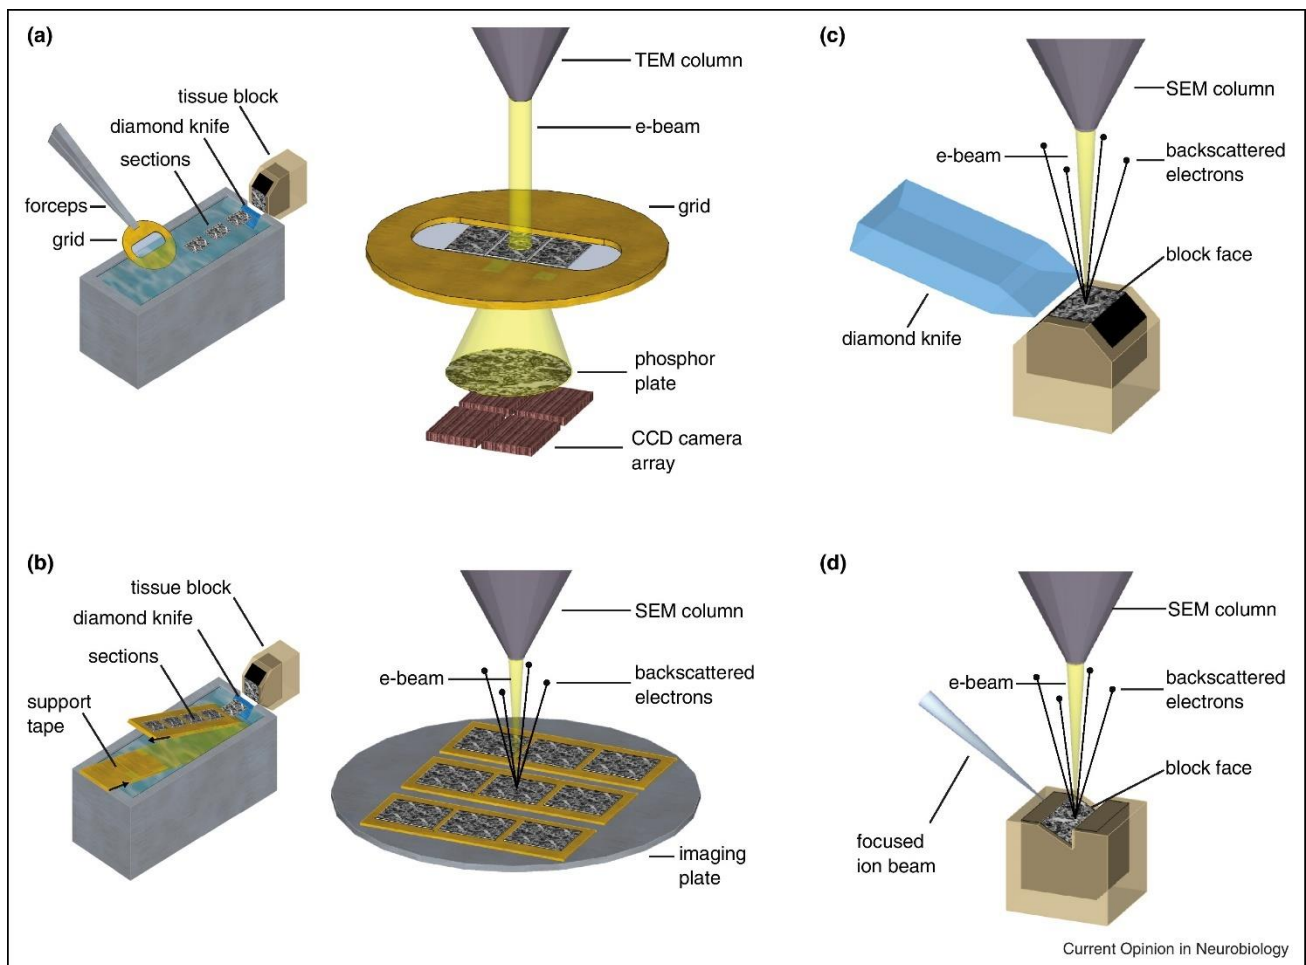 (a)
TEM column
tissue block
diamond knife
e-beam
sections
forceps
grid
grid
phosphor
plate
CCD camera
array
(c)
SEM column
e-beam
backscattered
electrons
block face
diamond knife
(b)
tissue block
diamond knife
SEM column
sections
e-beam
backscattered
electrons
support
tape
imaging
plate
(d)
SEM column
e-beam
backscattered
electrons
block face
focused
ion beam
Current Opinion in Neurobiology